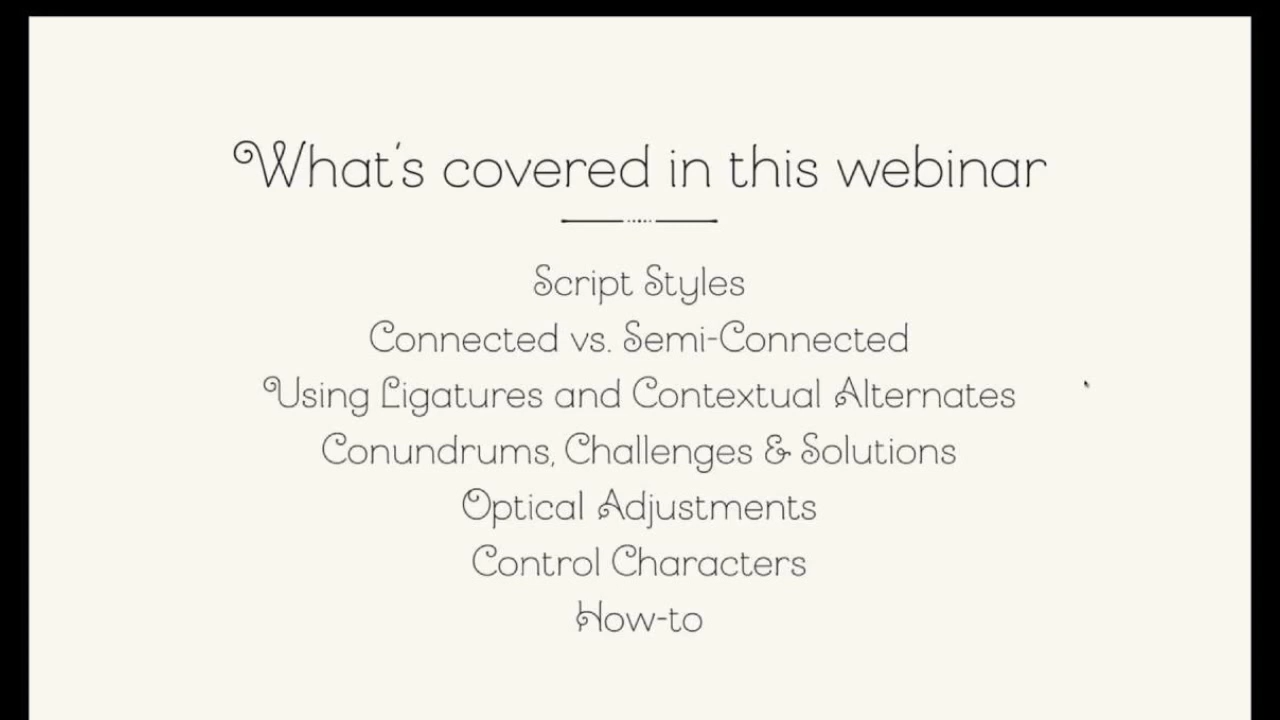 What's covered in this webinar
Script Styles
Connected vs. Semi-Connected
Using Ligatures and Contextual Alternates
Conundrums, Challenges & Solutions
Optical Adjustments
Control Characters
How-to